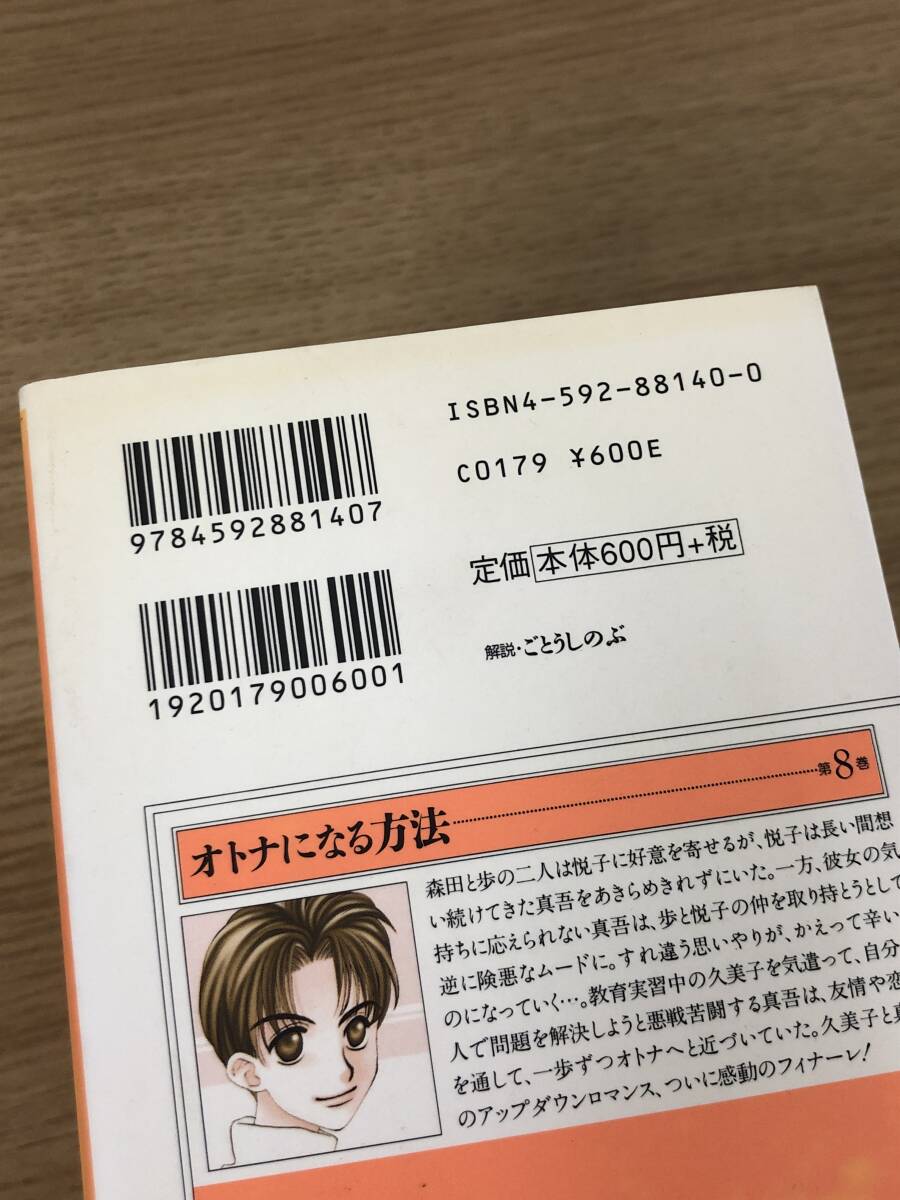 9784592881407
1920179006001
ISBN4-592-88140-0
C0179 ¥600E
定価 本体600円+税
解説・ごとうしのぶ
オトナになる方法 第8巻
森田と歩の二人は悦子に好意を寄せるが、悦子は長い間想
い続けてきた真吾をあきらめきれずにいた。一方、彼女の気
持ちに応えられない真吾は、歩と悦子の仲を取り持とうとして
逆に険悪なムードに。すれ違う思いやりが、かえって辛い
のになっていく…。教育実習中の久美子を気遣って、自分
人で問題を解決しようと悪戦苦闘する真吾は、友情や恋
を通して、一歩ずつオトナへと近づいていた。久美子と真
のアップダウンロマンス、ついに感動のフィナーレ!